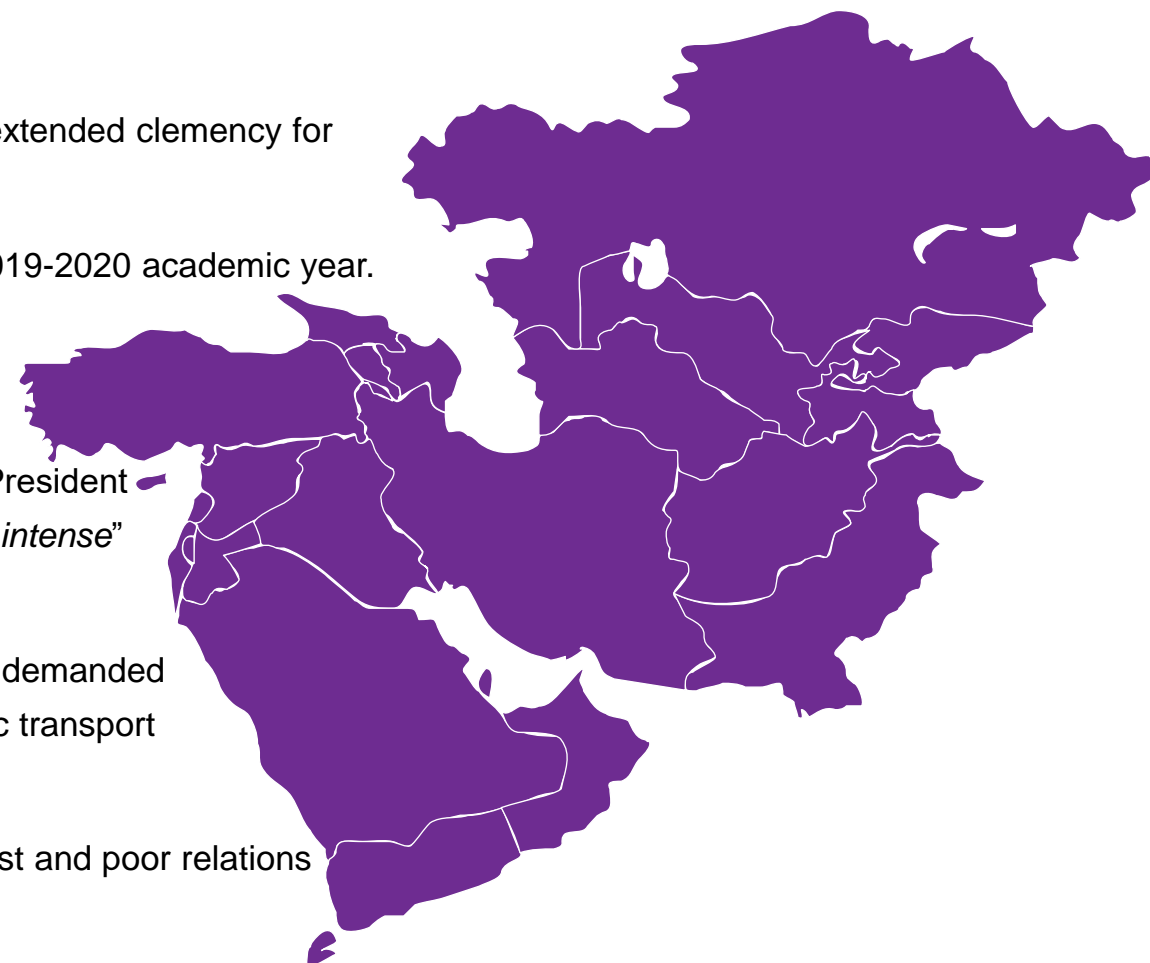 extended clemency for
019-2020 academic year.
President
intense”
demanded
c transport
st and poor relations